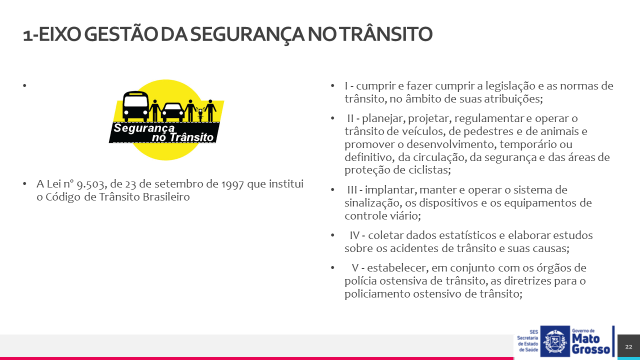 1-EIXO GESTÃO DA SEGURANÇA NO TRÂNSITO
Segurança
no Trânsito
• A Lei n° 9.503, de 23 de setembro de 1997 que institui
o Código de Trânsito Brasileiro
• I - cumprir e fazer cumprir a legislação e as normas de
trânsito, no âmbito de suas atribuições;
• II - planejar, projetar, regulamentar e operar o
trânsito de veículos, de pedestres e de animais e
promover o desenvolvimento, temporário ou
definitivo, da circulação, da segurança e das áreas de
proteção de ciclistas;
• III - implantar, manter e operar o sistema de
sinalização, os dispositivos e os equipamentos de
controle viário;
• IV - coletar dados estatísticos e elaborar estudos
sobre os acidentes de trânsito e suas causas;
• V - estabelecer, em conjunto com os órgãos de
polícia ostensiva de trânsito, as diretrizes para o
policiamento ostensivo de trânsito;
SES
Secretaria
de Estado
de Saúde
Governo de
Mato
Grosso
22